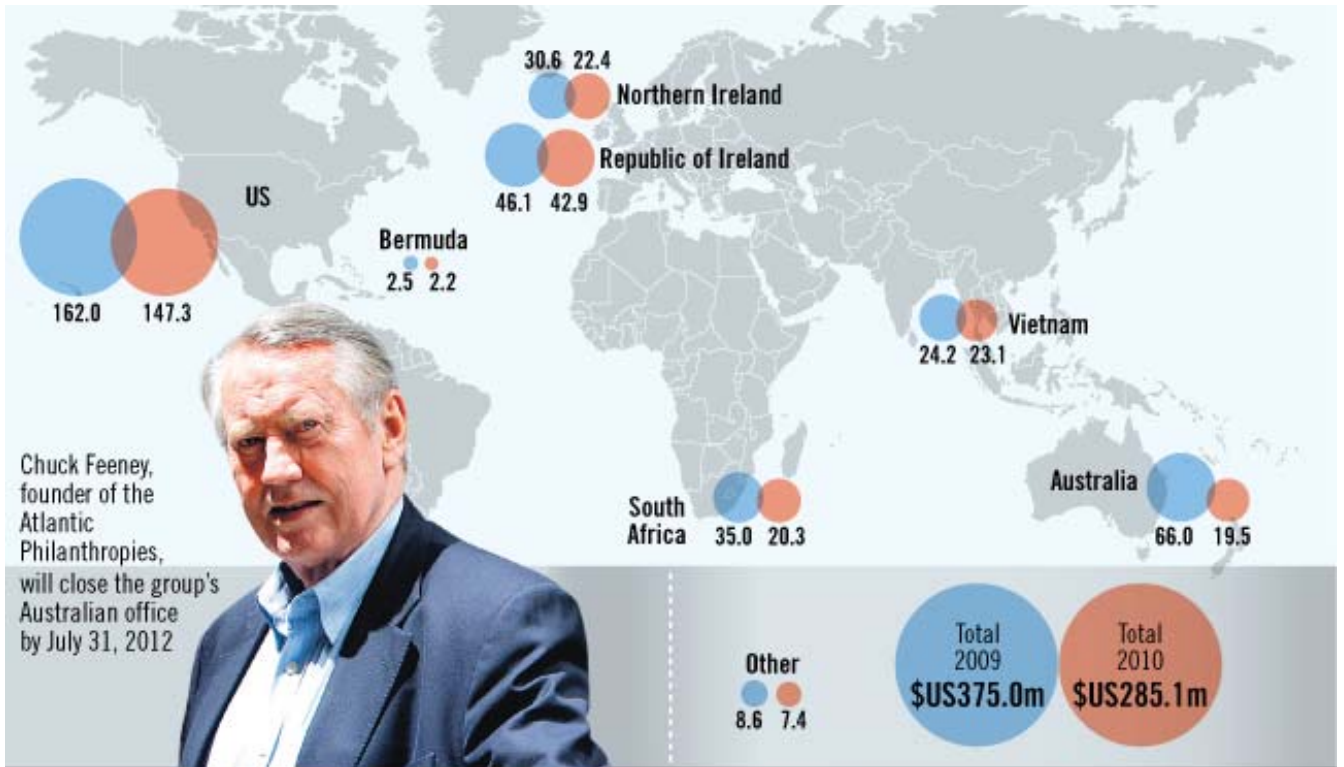 30.6 22.4
Northern Ireland
Republic of Ireland
46.1 42.9
US
162.0 147.3
Bermuda
2.5 2.2
Vietnam
24.2 23.1
Australia
66.0 19.5
South
Africa 35.0 20.3
Chuck Feeney,
founder of the
Atlantic
Philanthropies,
will close the group's
Australian office
by July 31, 2012
Other
8.6 7.4
Total
2009
$US375.0m
Total
2010
$US285.1m